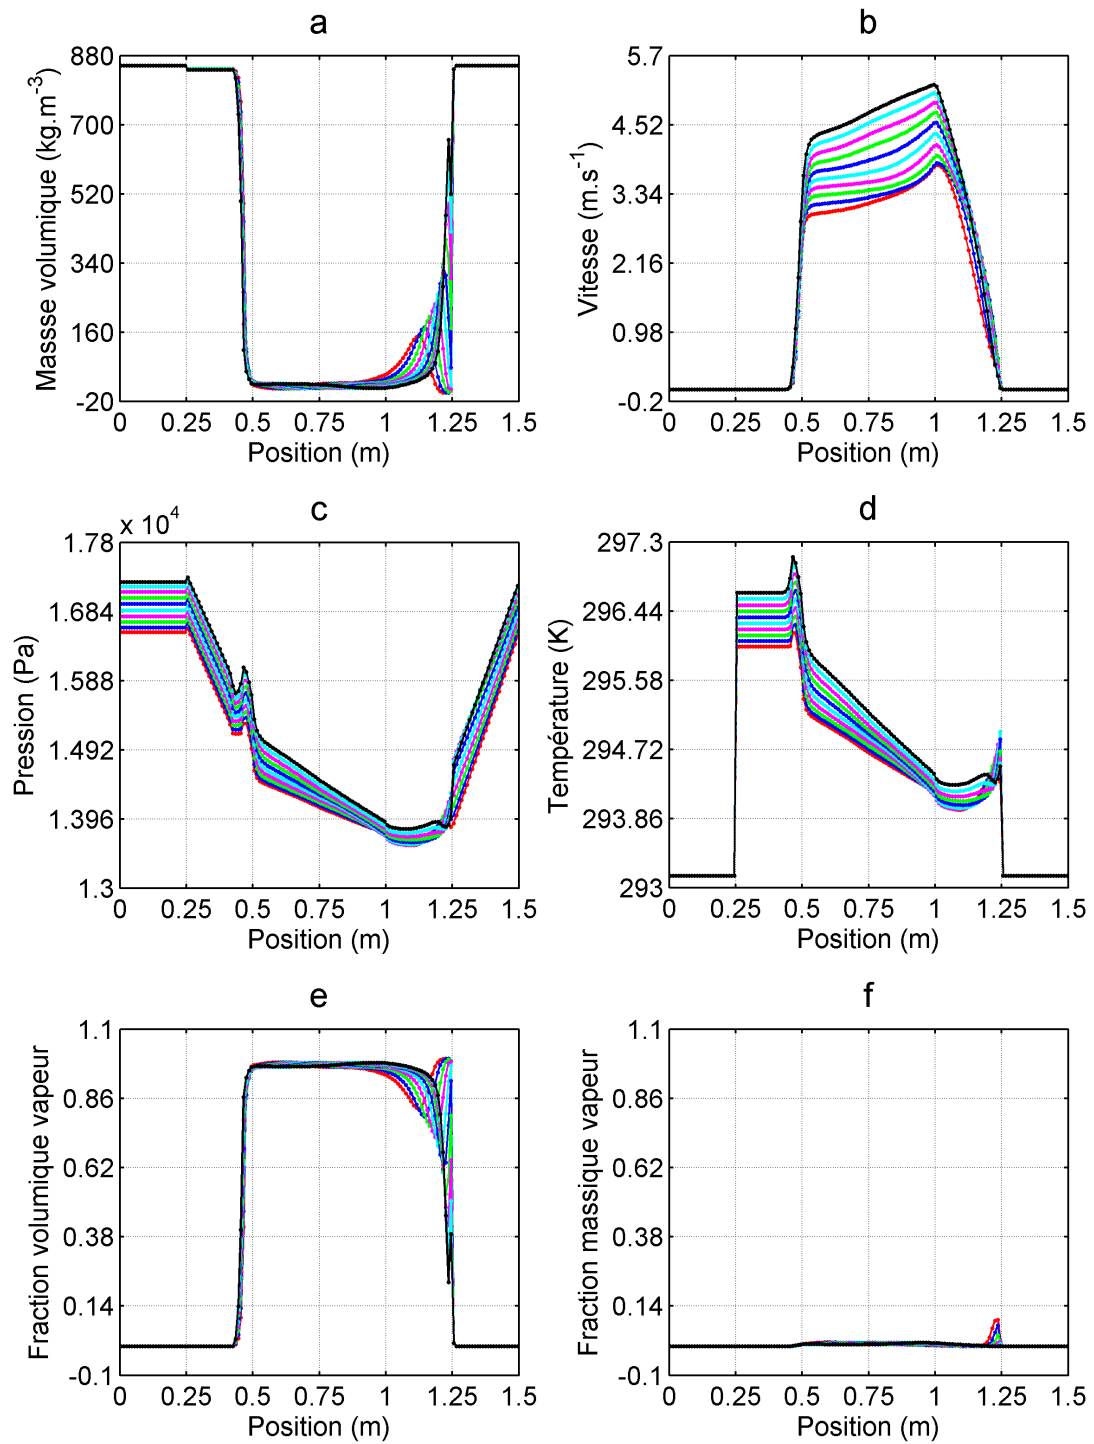 a
880
700
520
340
160
-20
0 0.25 0.5 0.75 1 1.25 1.5
Massse volumique (kg.m-3)
Position (m)
b
5.7
4.52
3.34
2.16
0.98
-0.2
0 0.25 0.5 0.75 1 1.25 1.5
Vitesse (m.s-1)
Position (m)
c
x 10^4
1.78
1.684
1.588
1.492
1.396
1.3
0 0.25 0.5 0.75 1 1.25 1.5
Pression (Pa)
Position (m)
d
297.3
296.44
295.58
294.72
293.86
293
0 0.25 0.5 0.75 1 1.25 1.5
Température (K)
Position (m)
e
1.1
0.86
0.62
0.38
0.14
-0.1
0 0.25 0.5 0.75 1 1.25 1.5
Fraction volumique vapeur
Position (m)
f
1.1
0.86
0.62
0.38
0.14
-0.1
0 0.25 0.5 0.75 1 1.25 1.5
Fraction massique vapeur
Position (m)